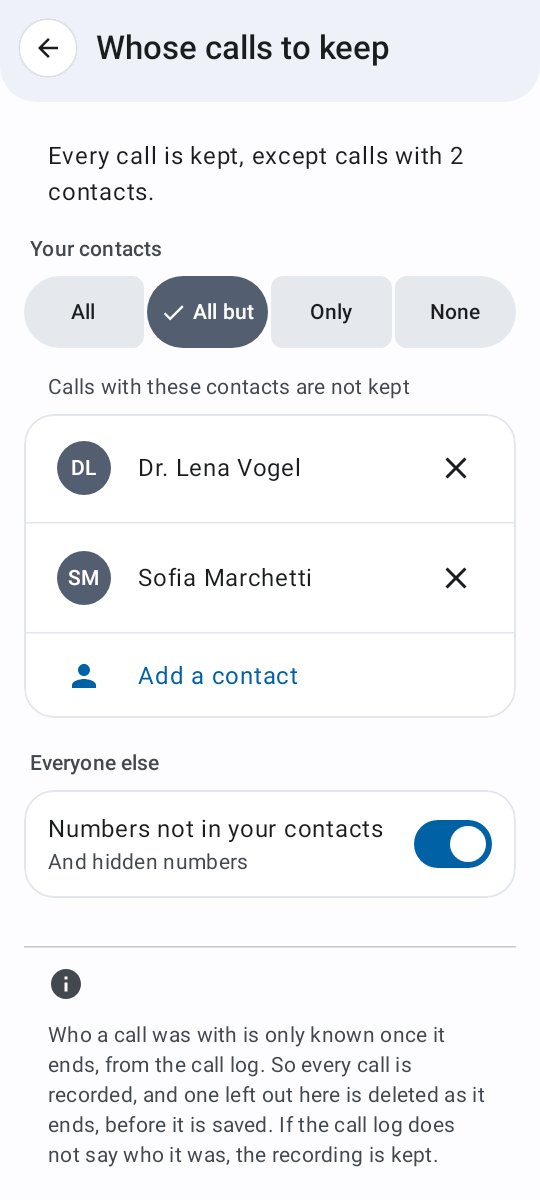 Whose calls to keep
Every call is kept, except calls with 2
contacts.
Your contacts
All
All but
Only
None
Calls with these contacts are not kept
DL
Dr. Lena Vogel
SM
Sofia Marchetti
Add a contact
Everyone else
Numbers not in your contacts
And hidden numbers
Who a call was with is only known once it
ends, from the call log. So every call is
recorded, and one left out here is deleted as it
ends, before it is saved. If the call log does
not say who it was, the recording is kept.